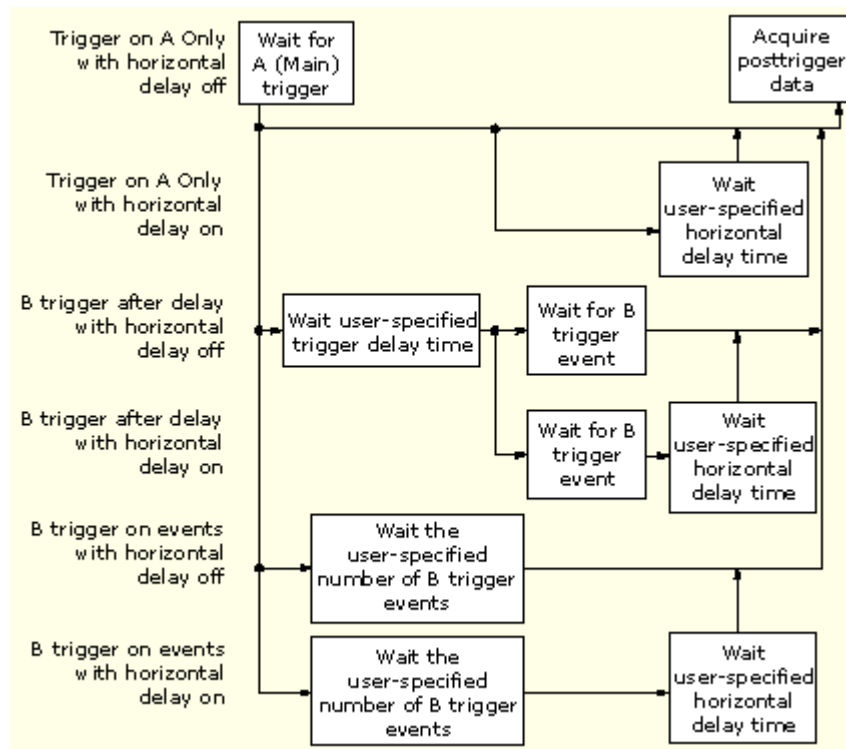 Trigger on A Only
with horizontal
delay off
Wait for
A (Main)
trigger
Acquire
posttrigger
data
Trigger on A Only
with horizontal
delay on
Wait
user-specified
horizontal
delay time
B trigger after delay
with horizontal
delay off
Wait user-specified
trigger delay time
Wait for B
trigger
event
B trigger after delay
with horizontal
delay on
Wait for B
trigger
event
Wait
user-specified
horizontal
delay time
B trigger on events
with horizontal
delay off
Wait the
user-specified
number of B trigger
events
B trigger on events
with horizontal
delay on
Wait the
user-specified
number of B trigger
events
Wait
user-specified
horizontal
delay time